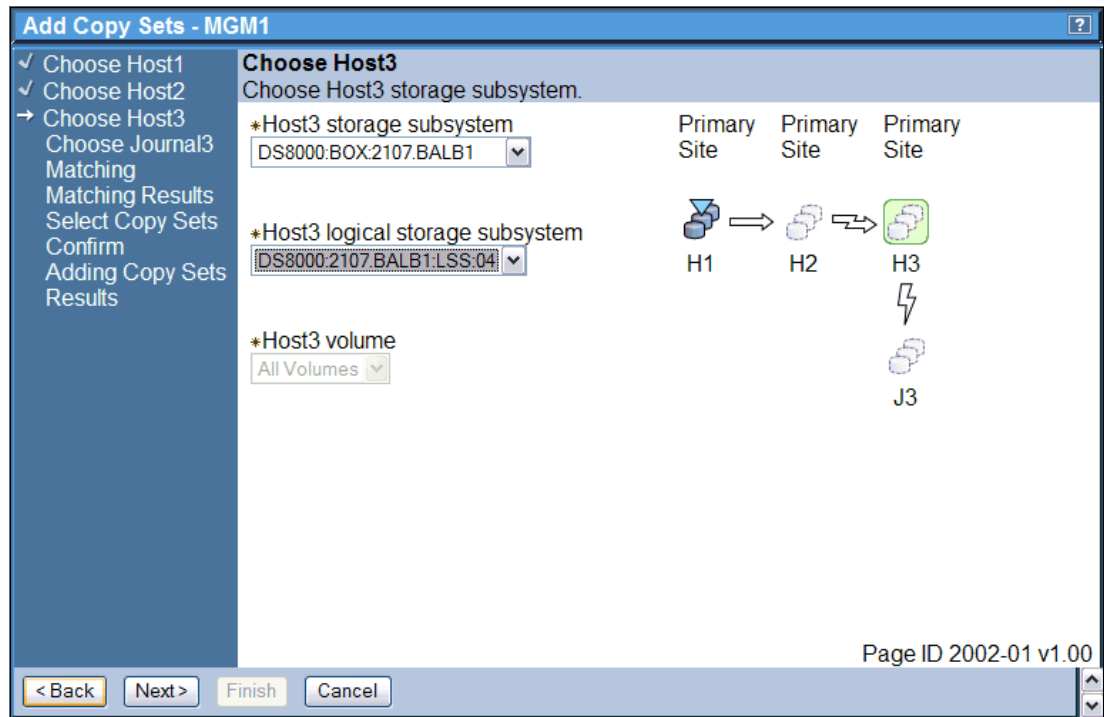 Add Copy Sets - MGM1 ?
√ Choose Host1
√ Choose Host2
→ Choose Host3
Choose Journal3
Matching
Matching Results
Select Copy Sets
Confirm
Adding Copy Sets
Results
Choose Host3
Choose Host3 storage subsystem.
*Host3 storage subsystem
DS8000:BOX:2107.BALB1
*Host3 logical storage subsystem
DS8000:2107.BALB1:LSS:04
*Host3 volume
All Volumes
Primary Site
Primary Site
Primary Site
H1
H2
H3
J3
Page ID 2002-01 v1.00
< Back
Next >
Finish
Cancel